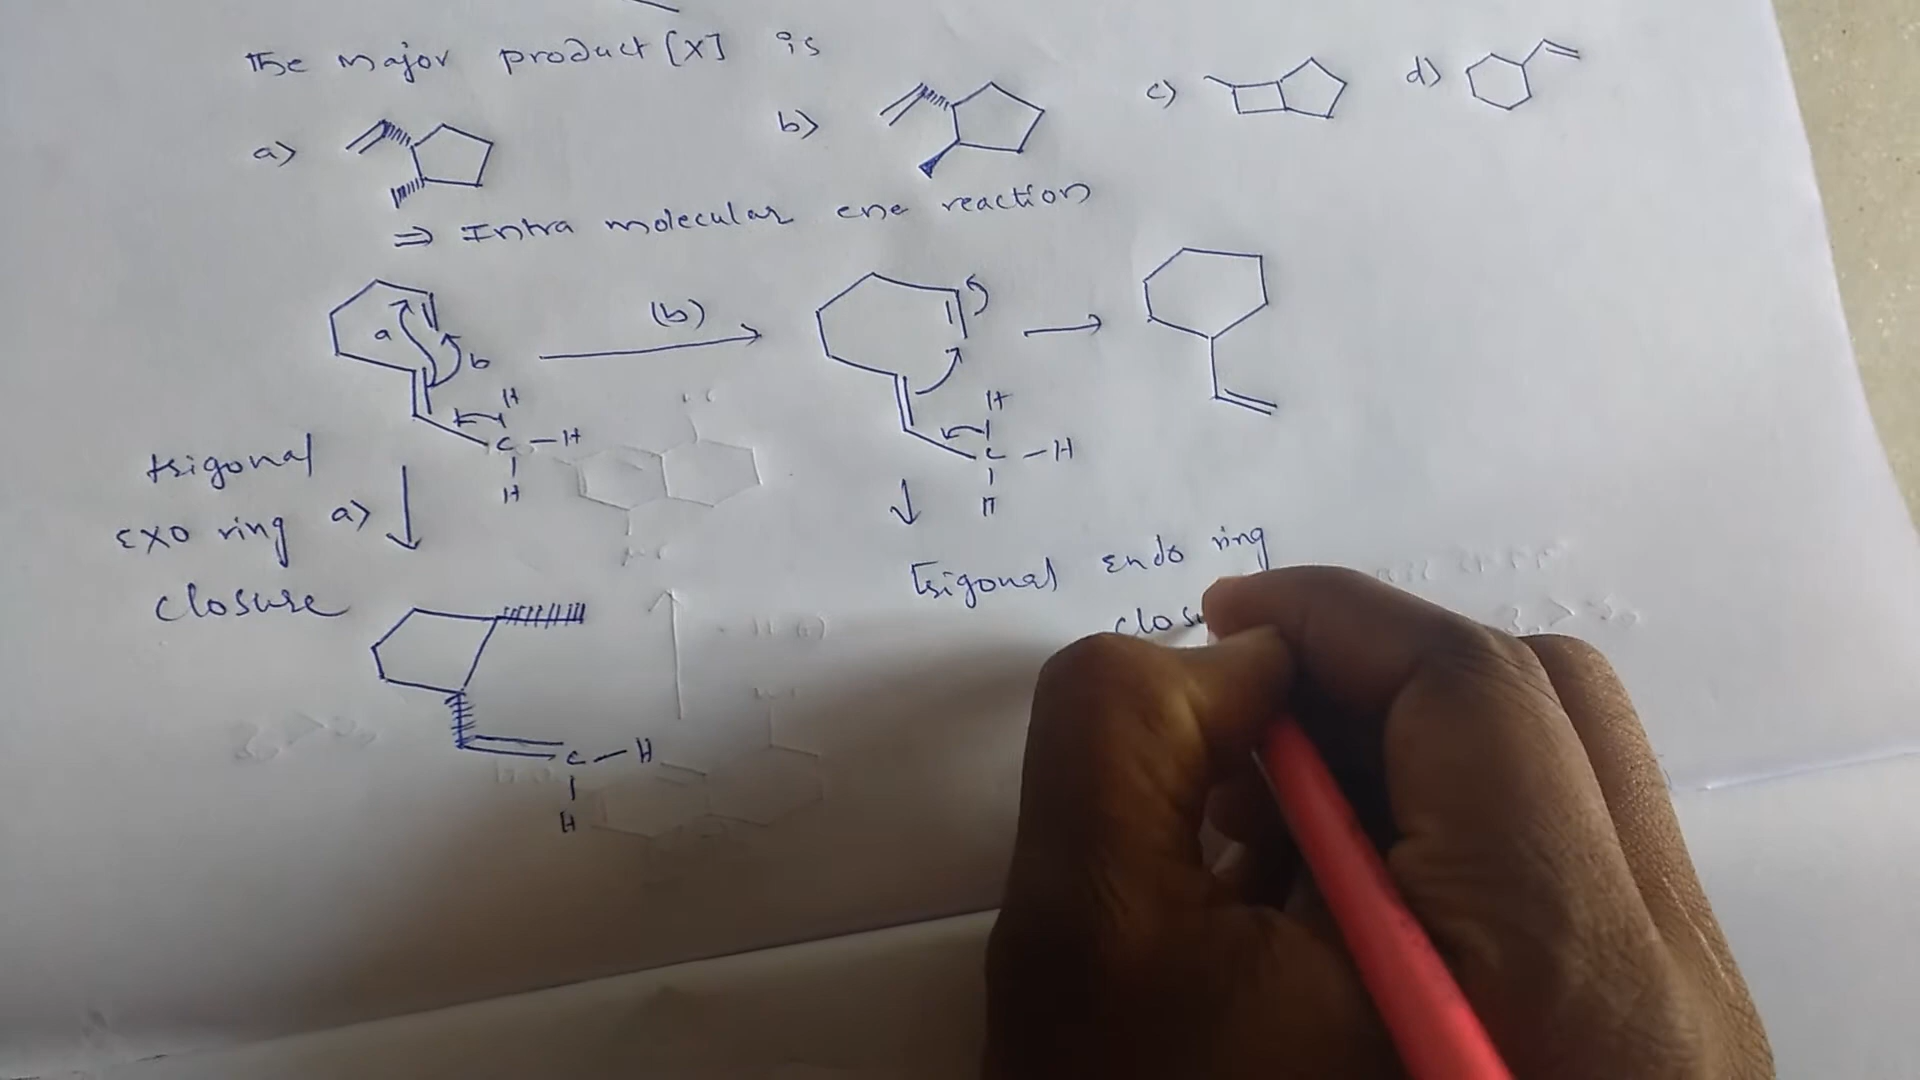 The major product [X] is
a) b) c) d)
⇒ Intra molecular ene reaction
a b (b)
H
C – H
H
H
C – H
H
trigonal
exo ring a)
closure
Trigonal endo ring
C – H
H